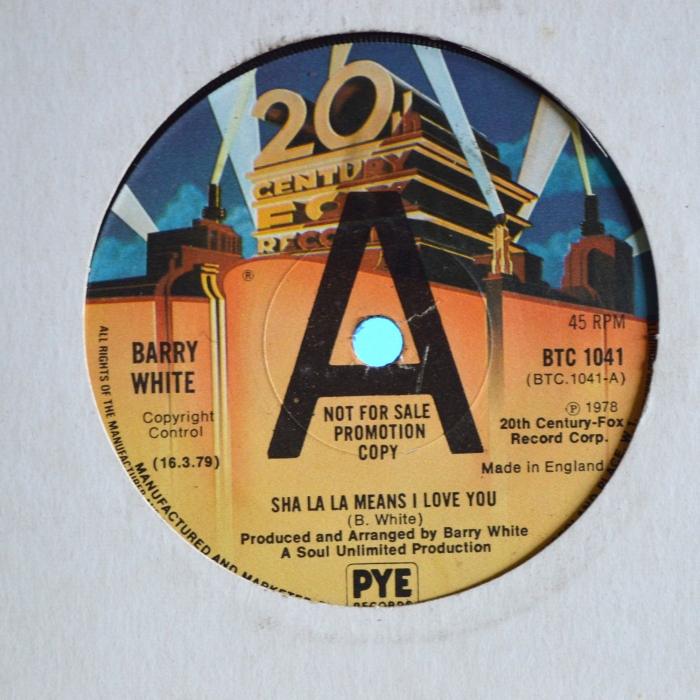 20th
CENTURY
FOX
RECORDS
®
A
45 RPM
BARRY
WHITE
BTC 1041
(BTC.1041-A)
Copyright
Control
(16.3.79)
NOT FOR SALE
PROMOTION
COPY
℗ 1978
20th Century-Fox
Record Corp.
Made in England
SHA LA LA MEANS I LOVE YOU
(B. White)
Produced and Arranged by Barry White
A Soul Unlimited Production
PYE
RECORDS
ALL RIGHTS OF THE MANUFACTURER
MANUFACTURED AND MARKETED